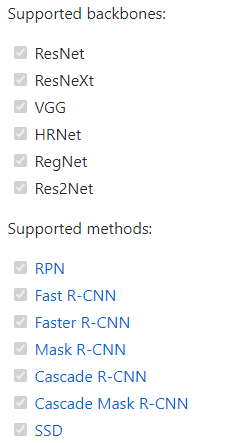 Supported backbones:
ResNet
ResNeXt
VGG
HRNet
RegNet
Res2Net
Supported methods:
RPN
Fast R-CNN
Faster R-CNN
Mask R-CNN
Cascade R-CNN
Cascade Mask R-CNN
SSD